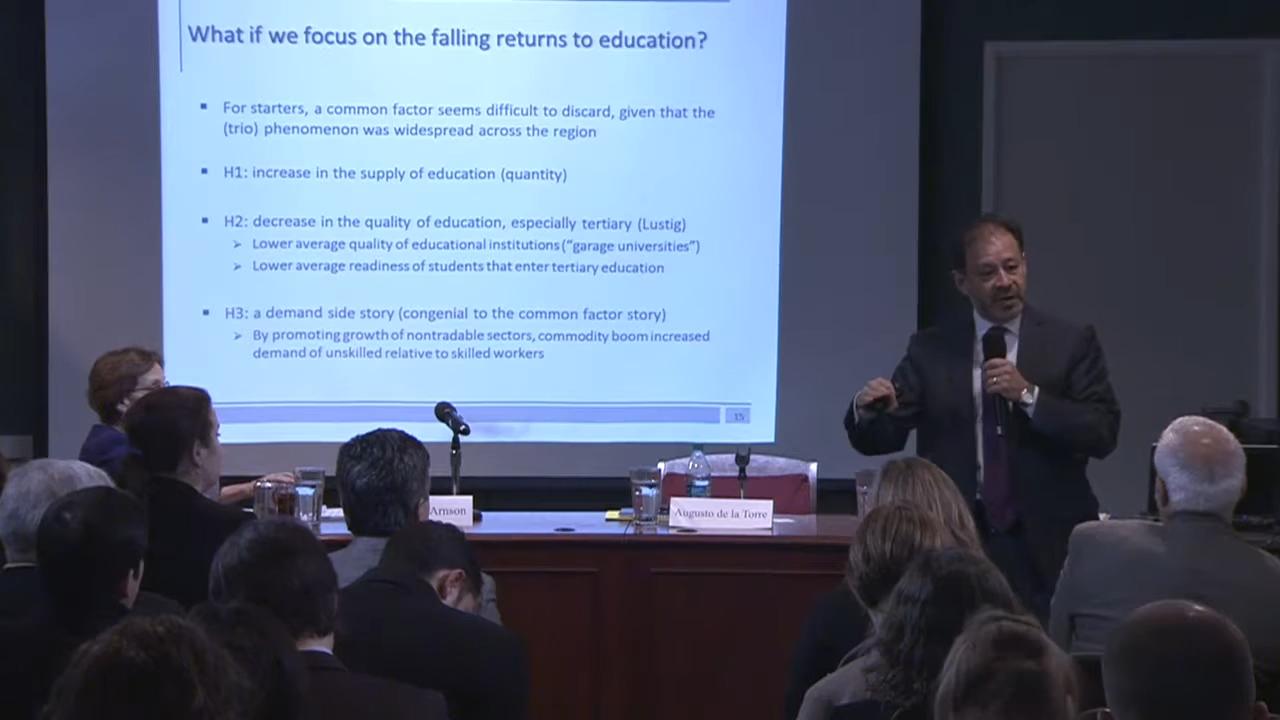 What if we focus on the falling returns to education?
▪ For starters, a common factor seems difficult to discard, given that the
(trio) phenomenon was widespread across the region
▪ H1: increase in the supply of education (quantity)
▪ H2: decrease in the quality of education, especially tertiary (Lustig)
➢ Lower average quality of educational institutions (“garage universities”)
➢ Lower average readiness of students that enter tertiary education
▪ H3: a demand side story (congenial to the common factor story)
➢ By promoting growth of nontradable sectors, commodity boom increased
demand of unskilled relative to skilled workers
15
Arnson
Augusto de la Torre